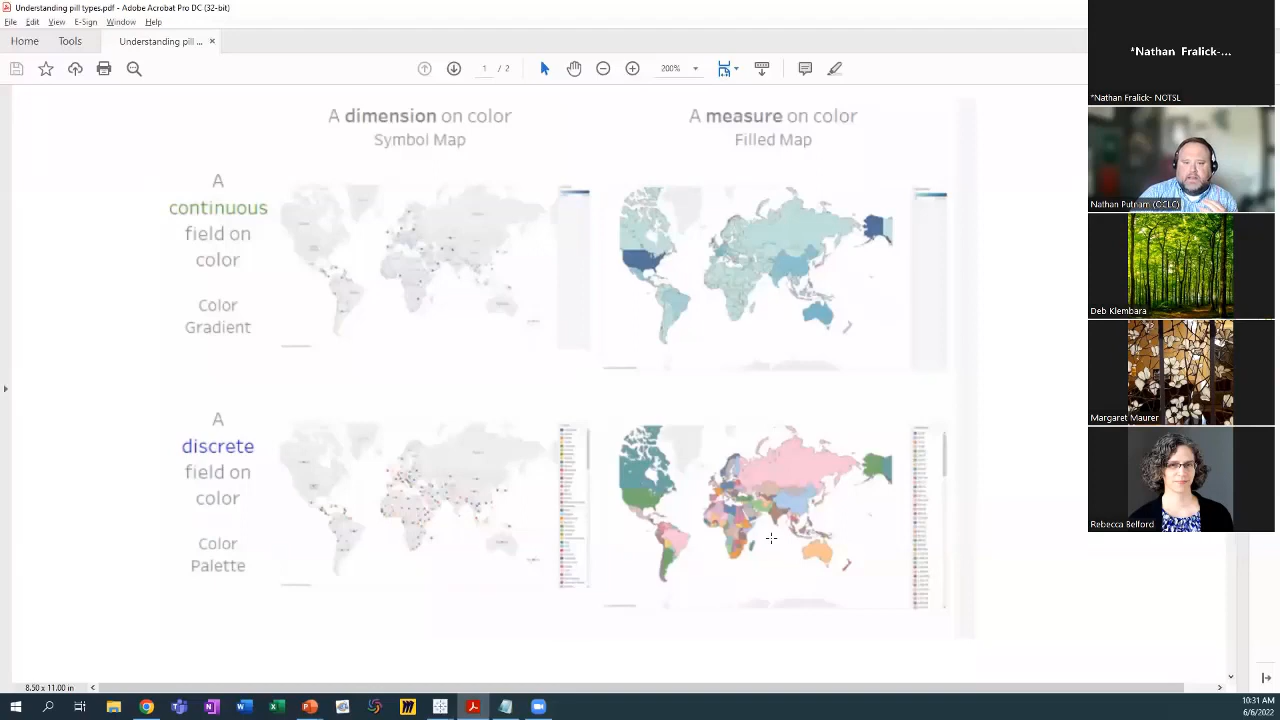 Understanding pill types.pdf - Adobe Acrobat Pro DC (32-bit)
File Edit View E-Sign Window Help
Home Tools Understanding pill ... ×
1 / 2 200%
A dimension on color
Symbol Map
A measure on color
Filled Map
A
continuous
field on
color
Color
Gradient
A
discrete
field on
color
Color
Palette
8.50 x 11.00 in
*Nathan Fralick-...
*Nathan Fralick- NOTSL
Nathan Putnam (OCLC)
Deb Klembara
Margaret Maurer
Rebecca Belford
10:31 AM
6/6/2022